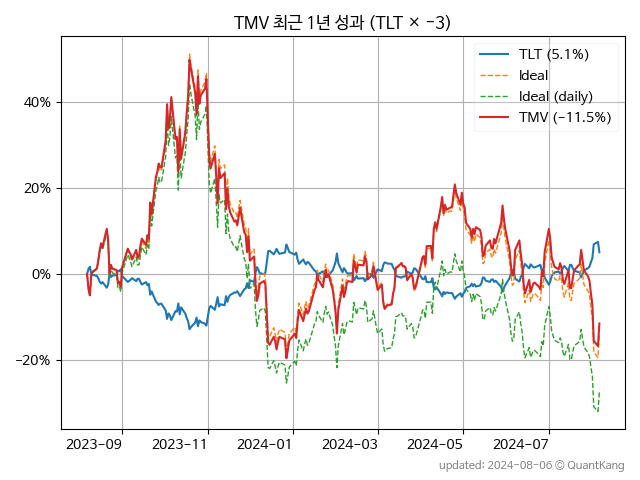 TMV 최근 1년 성과 (TLT × −3)
TLT (5.1%)
Ideal
Ideal (daily)
TMV (−11.5%)
40%
20%
0%
−20%
2023-09 2023-11 2024-01 2024-03 2024-05 2024-07
updated: 2024-08-06 © QuantKang